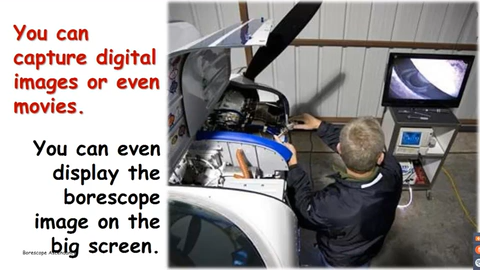 You can
capture digital
images or even
movies.
You can even
display the
borescope
image on the
big screen.
Borescope